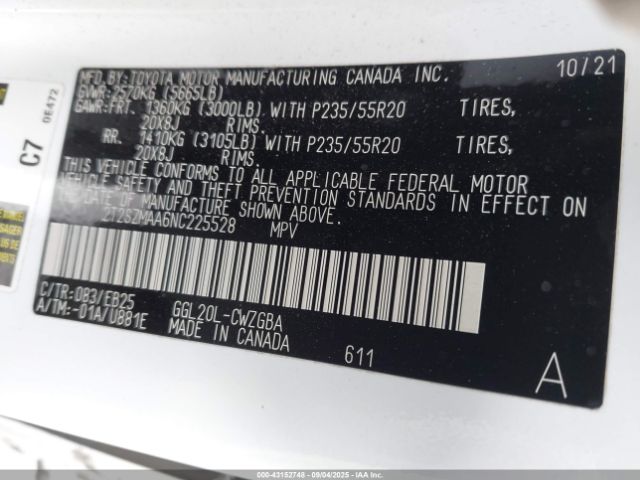 MFD. BY: TOYOTA MOTOR MANUFACTURING CANADA INC. 10/21
GVWR: 2570KG (5665LB)
GAWR: FRT. 1360KG (3000LB) WITH P235/55R20 TIRES,
20X8J RIMS.
RR. 1410KG (3105LB) WITH P235/55R20 TIRES,
20X8J RIMS.
THIS VEHICLE CONFORMS TO ALL APPLICABLE FEDERAL MOTOR
VEHICLE SAFETY AND THEFT PREVENTION STANDARDS IN EFFECT ON
THE DATE OF MANUFACTURE SHOWN ABOVE.
2T2SZMAA6NC225528 MPV
C/TR: 083/EB25
A/TM: -01A/U881E
GGL20L-CWZGBA
MADE IN CANADA
611
A
C7
0E472
000-43152748 - 09/04/2025 - IAAI.COM